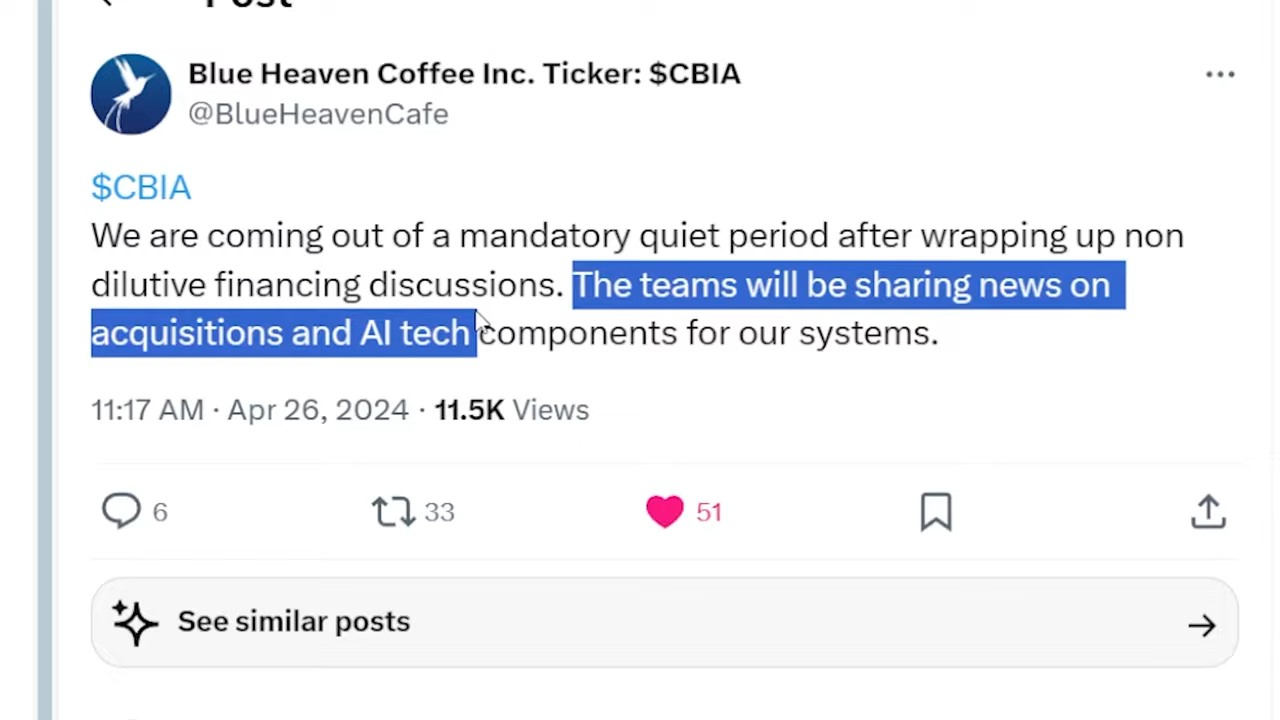 Post
Blue Heaven Coffee Inc. Ticker: $CBIA
@BlueHeavenCafe
$CBIA
We are coming out of a mandatory quiet period after wrapping up non
dilutive financing discussions. The teams will be sharing news on
acquisitions and AI tech components for our systems.
11:17 AM · Apr 26, 2024 · 11.5K Views
6 33 51
See similar posts